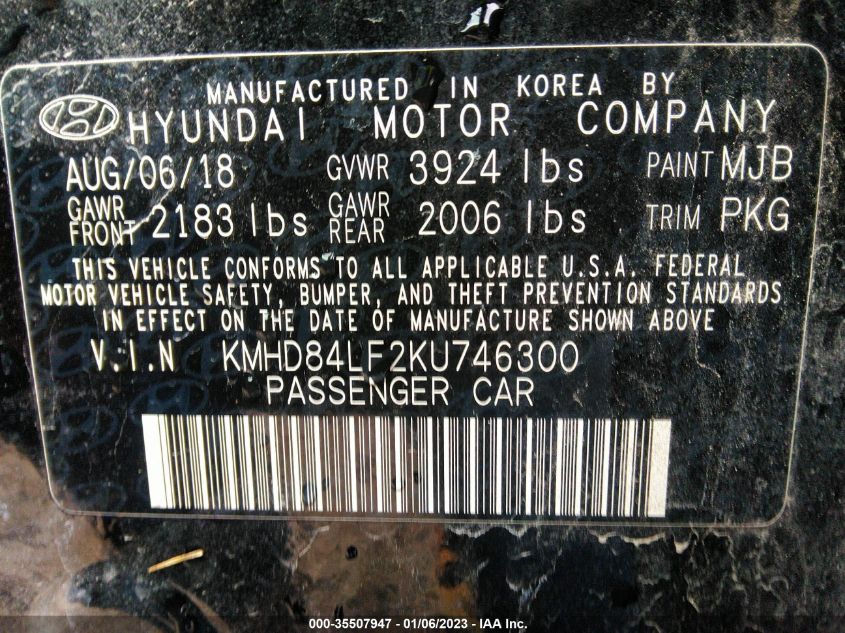 MANUFACTURED IN KOREA BY
HYUNDAI MOTOR COMPANY
AUG/06/18 GVWR 3924 lbs PAINT MJB
GAWR FRONT 2183 lbs GAWR REAR 2006 lbs TRIM PKG
THIS VEHICLE CONFORMS TO ALL APPLICABLE U.S.A. FEDERAL
MOTOR VEHICLE SAFETY, BUMPER, AND THEFT PREVENTION STANDARDS
IN EFFECT ON THE DATE OF MANUFACTURE SHOWN ABOVE
V.I.N KMHD84LF2KU746300
PASSENGER CAR
000-35507947 - 01/06/2023 - IAA Inc.